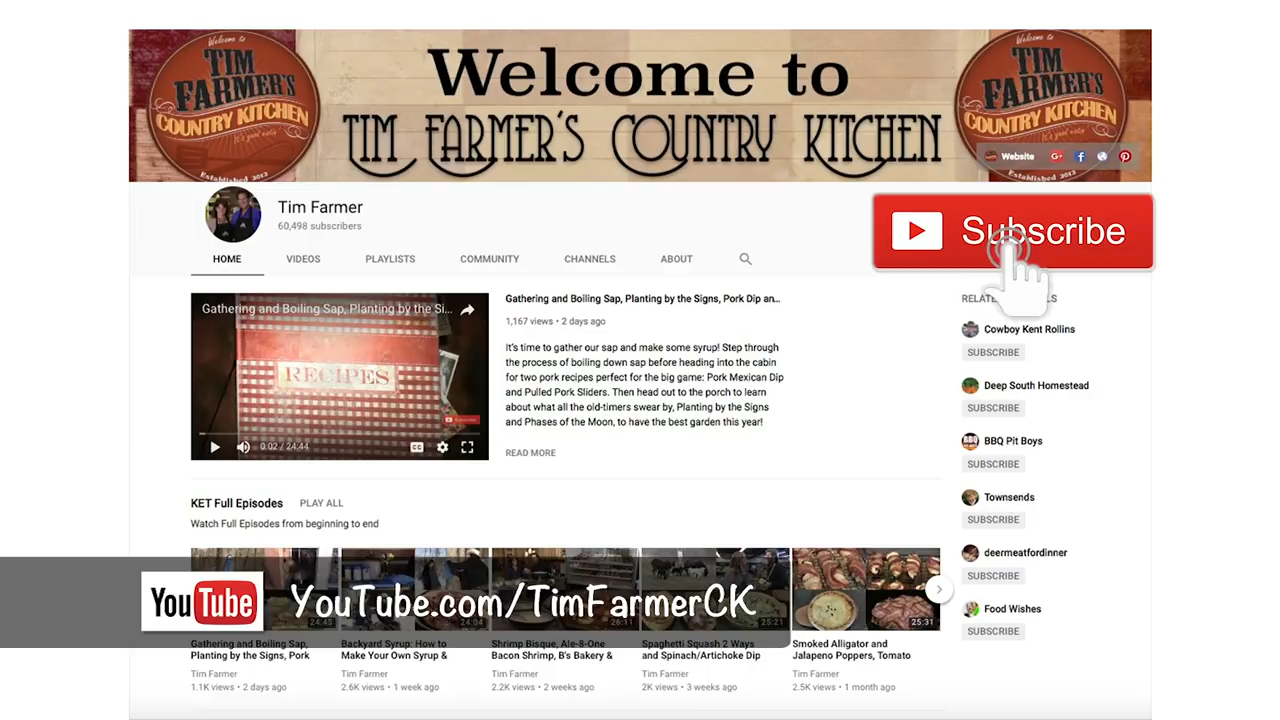 Welcome to
TIM FARMER'S COUNTRY KITCHEN
Welcome to
TIM
FARMER'S
COUNTRY KITCHEN
It's good eatin'
Established 2013
Welcome to
TIM
FARMER'S
COUNTRY KITCHEN
It's good eatin'
Established 2013
Website
Tim Farmer
60,498 subscribers
Subscribe
HOME VIDEOS PLAYLISTS COMMUNITY CHANNELS ABOUT
Gathering and Boiling Sap, Planting by the Si...
RECIPES
Subscribe
0:02 / 24:44
CC
Gathering and Boiling Sap, Planting by the Signs, Pork Dip an...
1,167 views • 2 days ago
It's time to gather our sap and make some syrup! Step through
the process of boiling down sap before heading into the cabin
for two pork recipes perfect for the big game: Pork Mexican Dip
and Pulled Pork Sliders. Then head out to the porch to learn
about what all the old-timers swear by, Planting by the Signs
and Phases of the Moon, to have the best garden this year!
READ MORE
Cowboy Kent Rollins
SUBSCRIBE
Deep South Homestead
SUBSCRIBE
BBQ Pit Boys
SUBSCRIBE
Townsends
SUBSCRIBE
deermeatfordinner
SUBSCRIBE
Food Wishes
SUBSCRIBE
KET Full Episodes PLAY ALL
Watch Full Episodes from beginning to end
YouTube YouTube.com/TimFarmerCK
24:45 24:04 26:11 25:21 25:31
Gathering and Boiling Sap,
Planting by the Signs, Pork
Tim Farmer
1.1K views • 2 days ago
Backyard Syrup: How to
Make Your Own Syrup &
Tim Farmer
2.6K views • 1 week ago
Shrimp Bisque, Ale-8-One
Bacon Shrimp, B's Bakery &
Tim Farmer
2.2K views • 2 weeks ago
Spaghetti Squash 2 Ways
and Spinach/Artichoke Dip
Tim Farmer
2K views • 3 weeks ago
Smoked Alligator and
Jalapeno Poppers, Tomato
Tim Farmer
2.5K views • 1 month ago